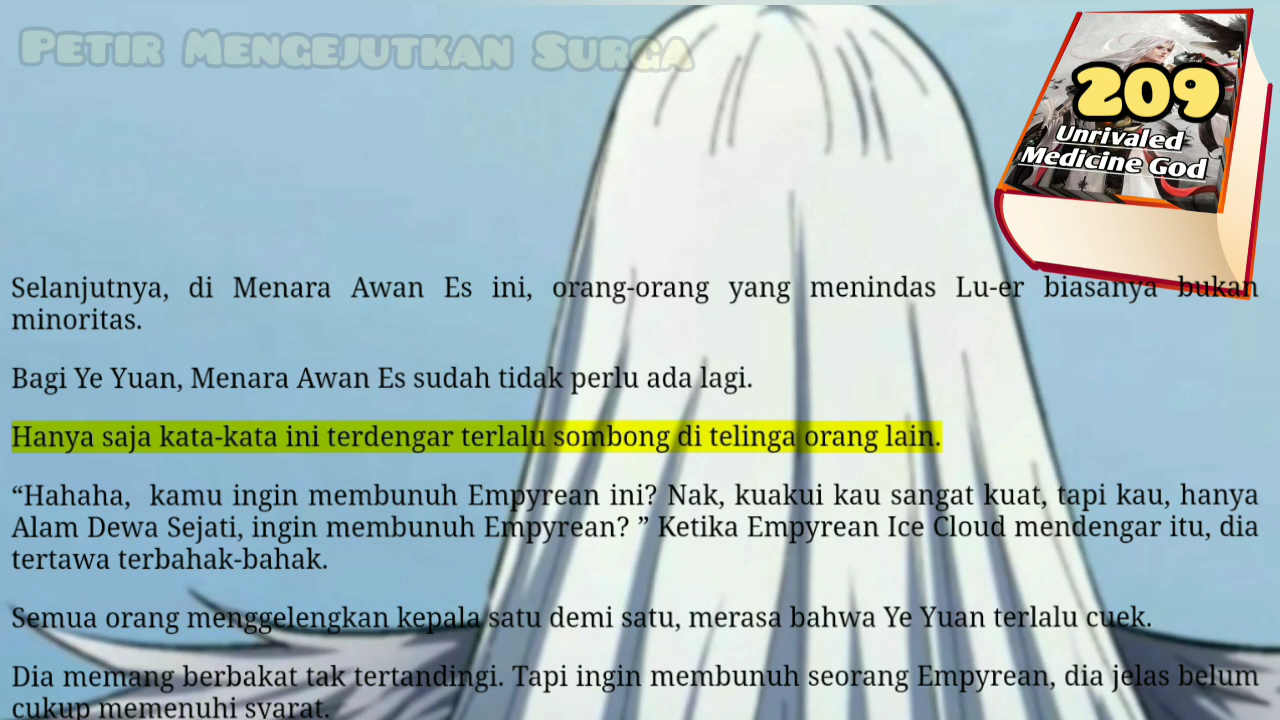 Petir Mengejutkan Surga
209
Unrivaled
Medicine God
Selanjutnya, di Menara Awan Es ini, orang-orang yang menindas Lu-er biasanya bukan
minoritas.
Bagi Ye Yuan, Menara Awan Es sudah tidak perlu ada lagi.
Hanya saja kata-kata ini terdengar terlalu sombong di telinga orang lain.
“Hahaha,  kamu ingin membunuh Empyrean ini? Nak, kuakui kau sangat kuat, tapi kau, hanya
Alam Dewa Sejati, ingin membunuh Empyrean? ” Ketika Empyrean Ice Cloud mendengar itu, dia
tertawa terbahak-bahak.
Semua orang menggelengkan kepala satu demi satu, merasa bahwa Ye Yuan terlalu cuek.
Dia memang berbakat tak tertandingi. Tapi ingin membunuh seorang Empyrean, dia jelas belum
cukup memenuhi syarat.